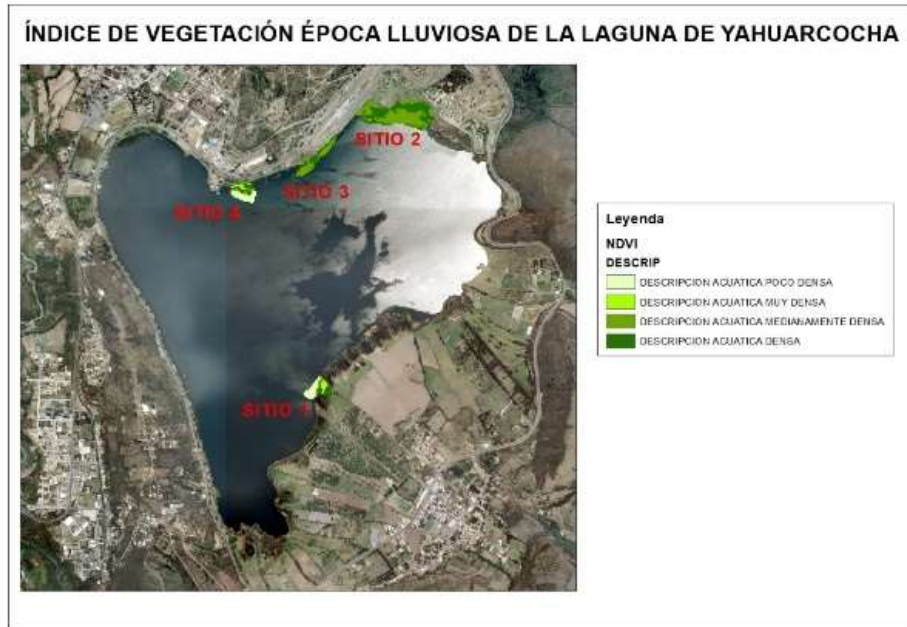 ÍNDICE DE VEGETACIÓN ÉPOCA LLUVIOSA DE LA LAGUNA DE YAHUARCOCHA
SITIO 2
SITIO 3
SITIO 4
SITIO 1
Leyenda
NDVI
DESCRIP
DESCRIPCION ACUATICA POCO DENSA
DESCRIPCION ACUATICA MUY DENSA
DESCRIPCION ACUATICA MEDIANAMENTE DENSA
DESCRIPCION ACUATICA DENSA